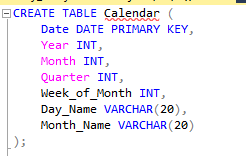 CREATE TABLE Calendar (
Date DATE PRIMARY KEY,
Year INT,
Month INT,
Quarter INT,
Week_of_Month INT,
Day_Name VARCHAR(20),
Month_Name VARCHAR(20)
);